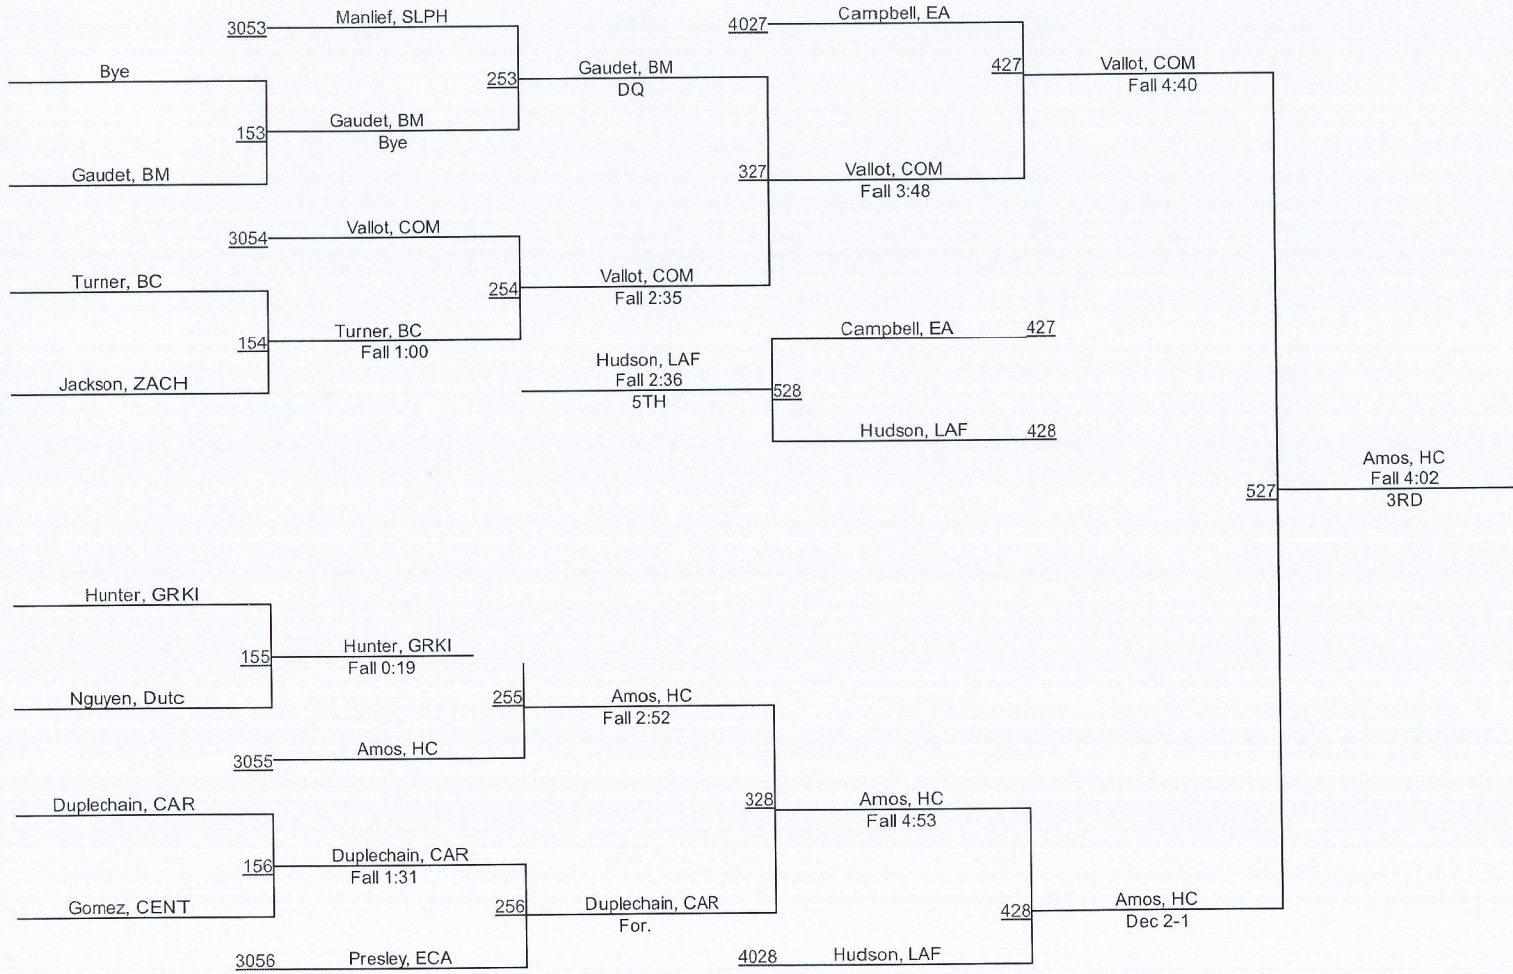 Manlief, SLPH
3053
Bye
253
Gaudet, BM
DQ
153
Gaudet, BM
Bye
Gaudet, BM
3054
Vallot, COM
Turner, BC
254
Vallot, COM
Fall 2:35
154
Turner, BC
Fall 1:00
Jackson, ZACH
4027
Campbell, EA
427
Vallot, COM
Fall 4:40
327
Vallot, COM
Fall 3:48
Campbell, EA
427
Hudson, LAF
Fall 2:36
5TH
528
Hudson, LAF
428
527
Amos, HC
Fall 4:02
3RD
Hunter, GRKI
155
Hunter, GRKI
Fall 0:19
Nguyen, Dutc
255
Amos, HC
Fall 2:52
3055
Amos, HC
Duplechain, CAR
328
Amos, HC
Fall 4:53
156
Duplechain, CAR
Fall 1:31
Gomez, CENT
256
Duplechain, CAR
For.
428
Amos, HC
Dec 2-1
3056
Presley, ECA
4028
Hudson, LAF